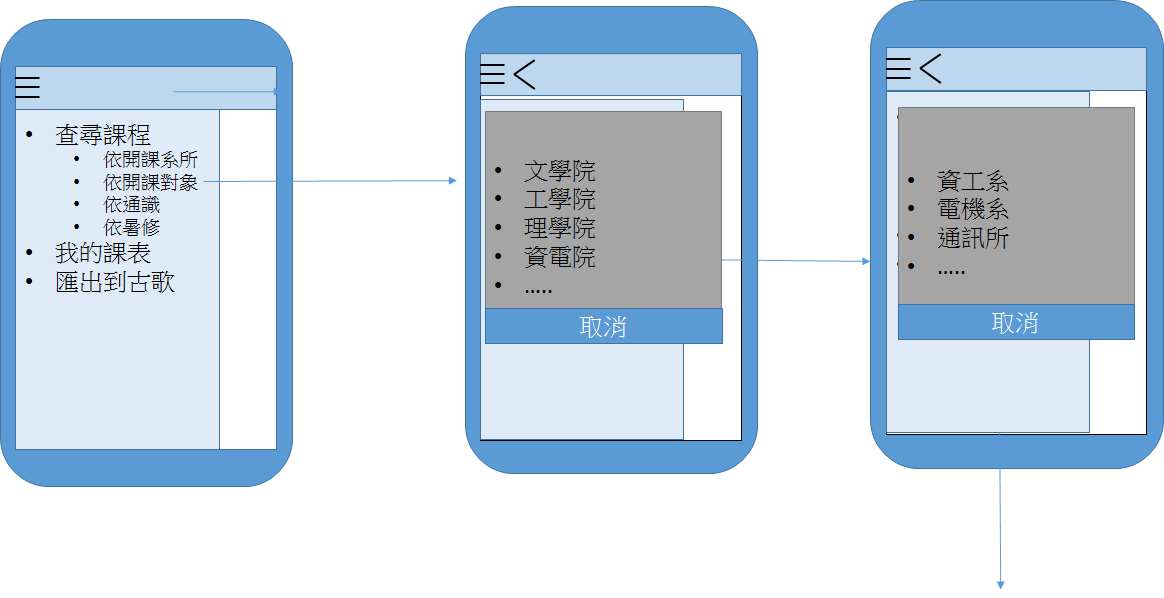 查尋課程
依開課系所
依開課對象
依通識
依暑修
我的課表
匯出到古歌
文學院
工學院
理學院
資電院
.....
取消
資工系
電機系
通訊所
.....
取消